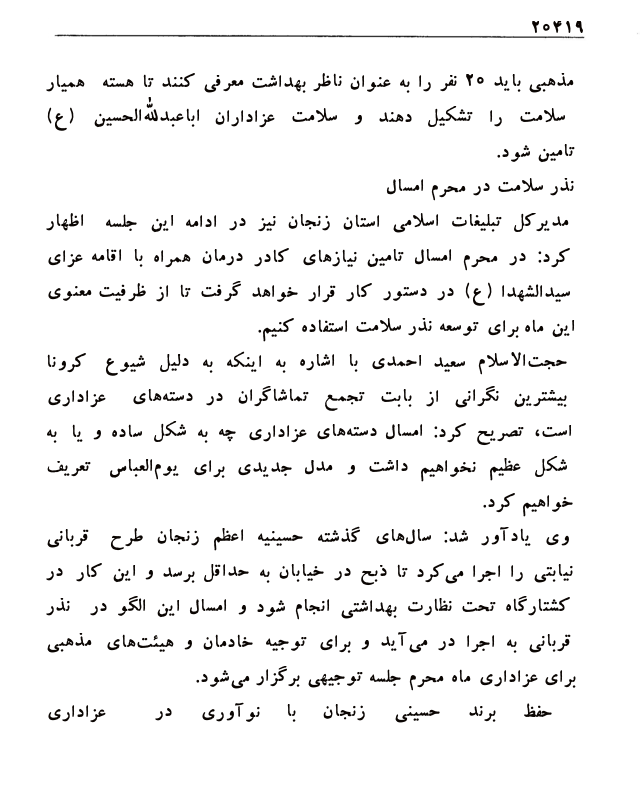 ۲۰۴۱۹
مذهبی باید ۲۰ نفر را به عنوان ناظر بهداشت معرفی کنند تا هسته همیار
سلامت را تشکیل دهند و سلامت عزاداران اباعبدالله‌الحسین (ع)
تامین شود.
نذر سلامت در محرم امسال
مدیرکل تبلیغات اسلامی استان زنجان نیز در ادامه این جلسه اظهار
کرد: در محرم امسال تامین نیازهای کادر درمان همراه با اقامه عزای
سیدالشهدا (ع) در دستور کار قرار خواهد گرفت تا از ظرفیت معنوی
این ماه برای توسعه نذر سلامت استفاده کنیم.
حجت‌الاسلام سعید احمدی با اشاره به اینکه به دلیل شیوع کرونا
بیشترین نگرانی از بابت تجمع تماشاگران در دسته‌های عزاداری
است، تصریح کرد: امسال دسته‌های عزاداری چه به شکل ساده و یا به
شکل عظیم نخواهیم داشت و مدل جدیدی برای یوم‌العباس تعریف
خواهیم کرد.
وی یادآور شد: سال‌های گذشته حسینیه اعظم زنجان طرح قربانی
نیابتی را اجرا می‌کرد تا ذبح در خیابان به حداقل برسد و این کار در
کشتارگاه تحت نظارت بهداشتی انجام شود و امسال این الگو در نذر
قربانی به اجرا در می‌آید و برای توجیه خادمان و هیئت‌های مذهبی
برای عزاداری ماه محرم جلسه توجیهی برگزار می‌شود.
حفظ برند حسینی زنجان با نوآوری در عزاداری